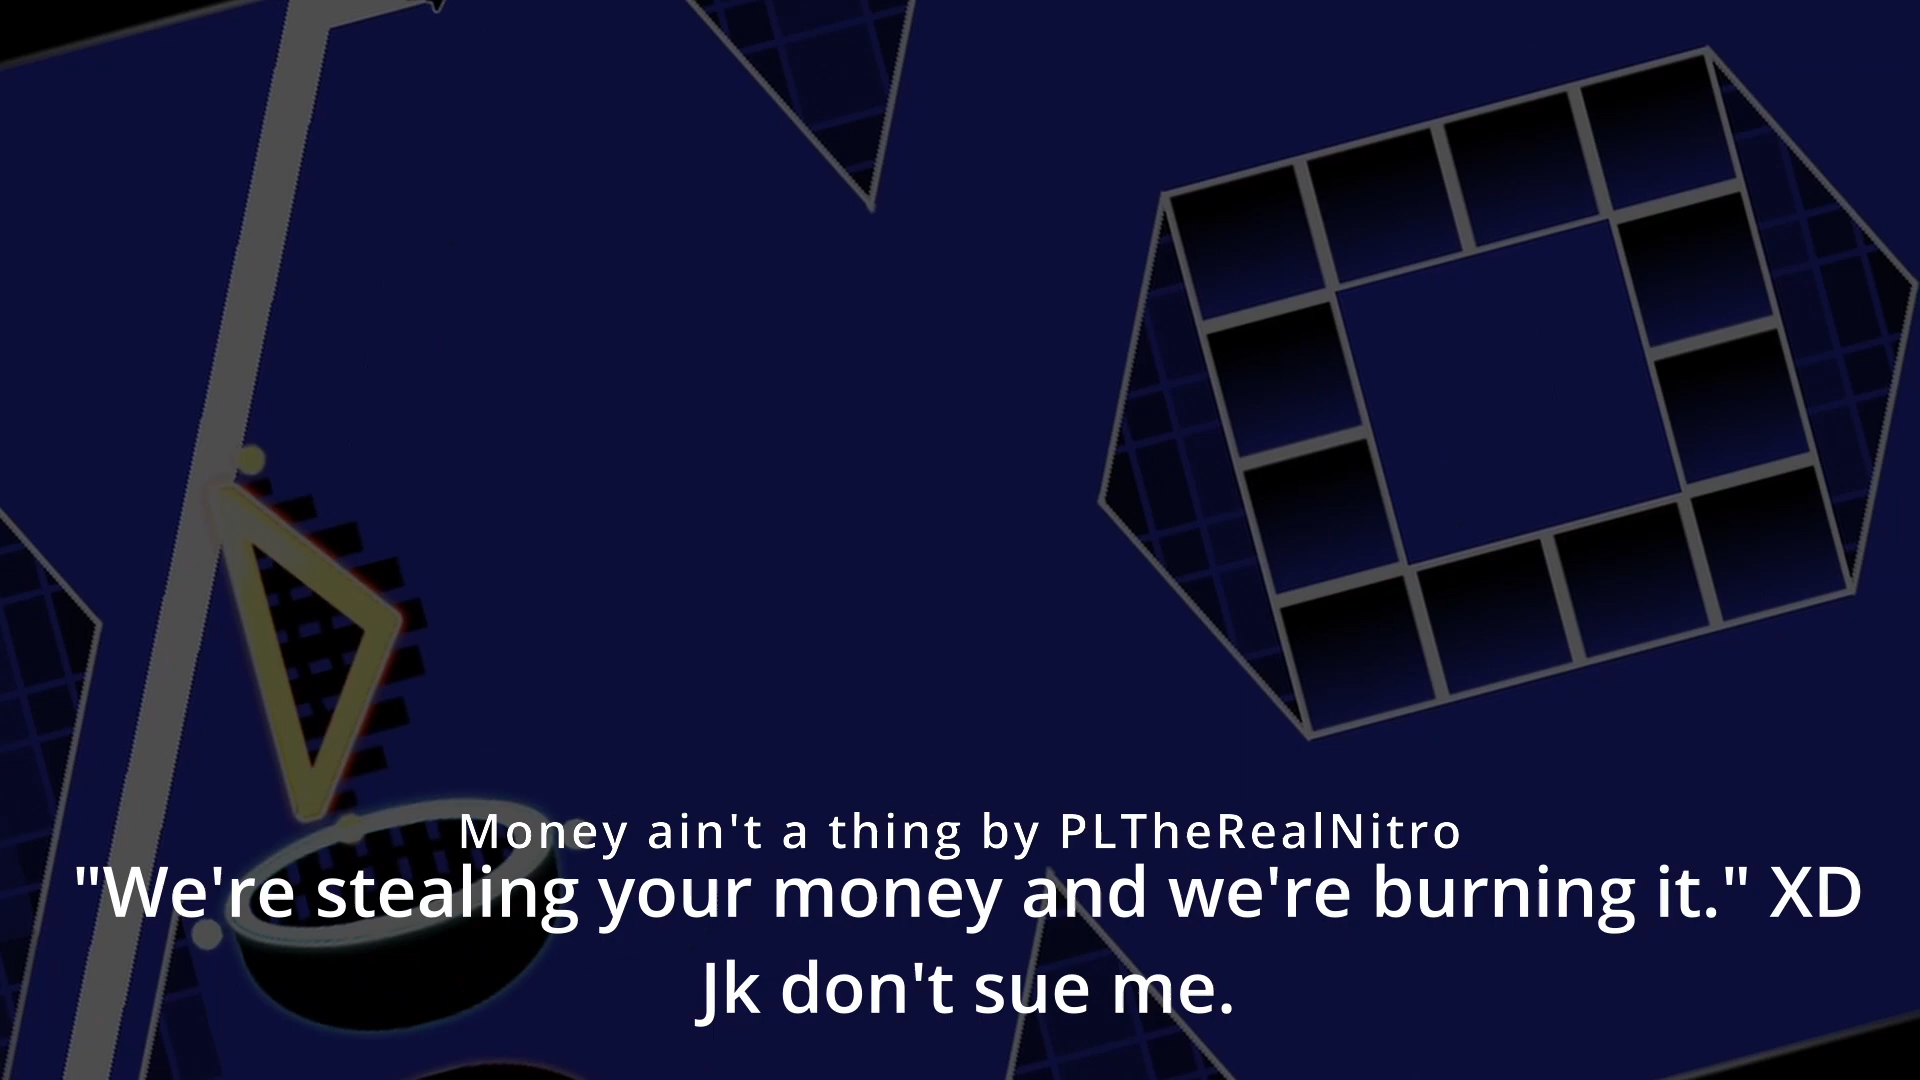 Money ain't a thing by PLTheRealNitro
"We're stealing your money and we're burning it." XD
Jk don't sue me.